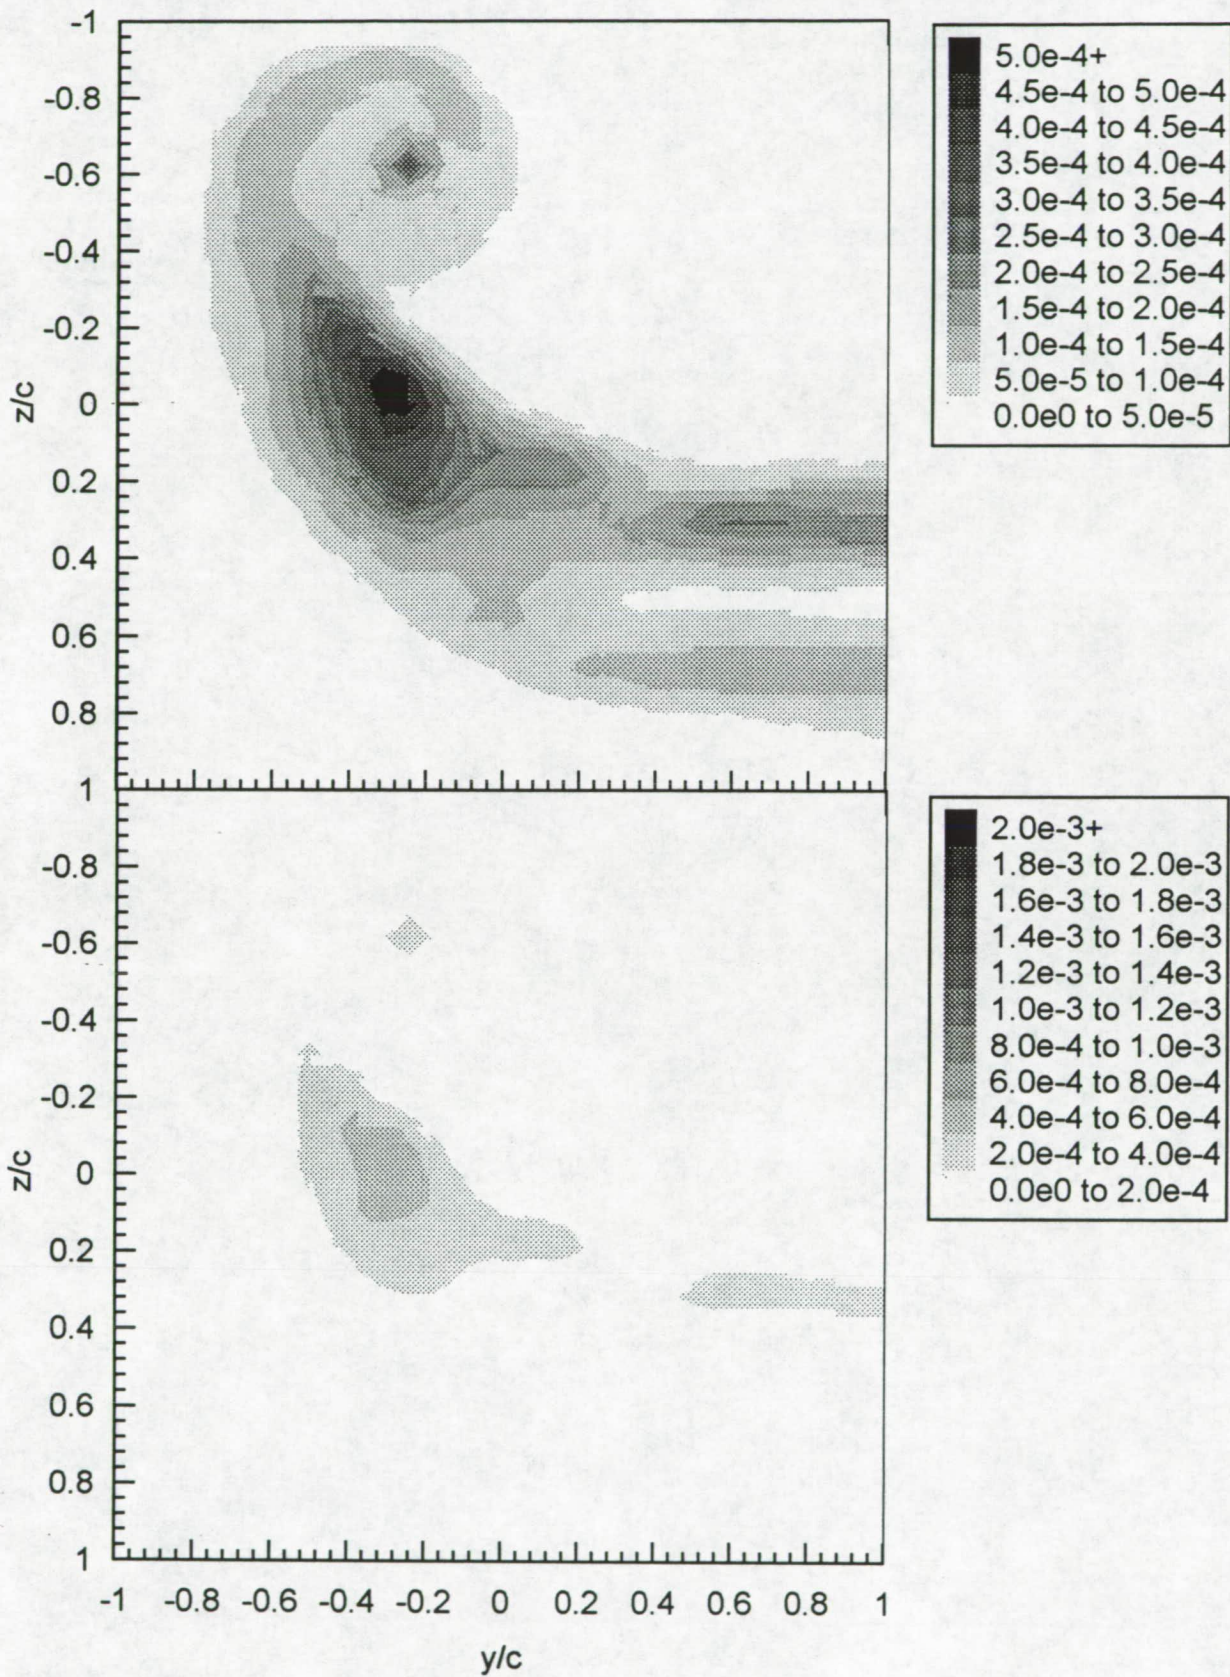 -1
-0.8
-0.6
-0.4
-0.2
0
0.2
0.4
0.6
0.8
1
z/c
5.0e-4+
4.5e-4 to 5.0e-4
4.0e-4 to 4.5e-4
3.5e-4 to 4.0e-4
3.0e-4 to 3.5e-4
2.5e-4 to 3.0e-4
2.0e-4 to 2.5e-4
1.5e-4 to 2.0e-4
1.0e-4 to 1.5e-4
5.0e-5 to 1.0e-4
0.0e0 to 5.0e-5
-0.8
-0.6
-0.4
-0.2
0
0.2
0.4
0.6
0.8
1
z/c
2.0e-3+
1.8e-3 to 2.0e-3
1.6e-3 to 1.8e-3
1.4e-3 to 1.6e-3
1.2e-3 to 1.4e-3
1.0e-3 to 1.2e-3
8.0e-4 to 1.0e-3
6.0e-4 to 8.0e-4
4.0e-4 to 6.0e-4
2.0e-4 to 4.0e-4
0.0e0 to 2.0e-4
-1 -0.8 -0.6 -0.4 -0.2 0 0.2 0.4 0.6 0.8 1
y/c